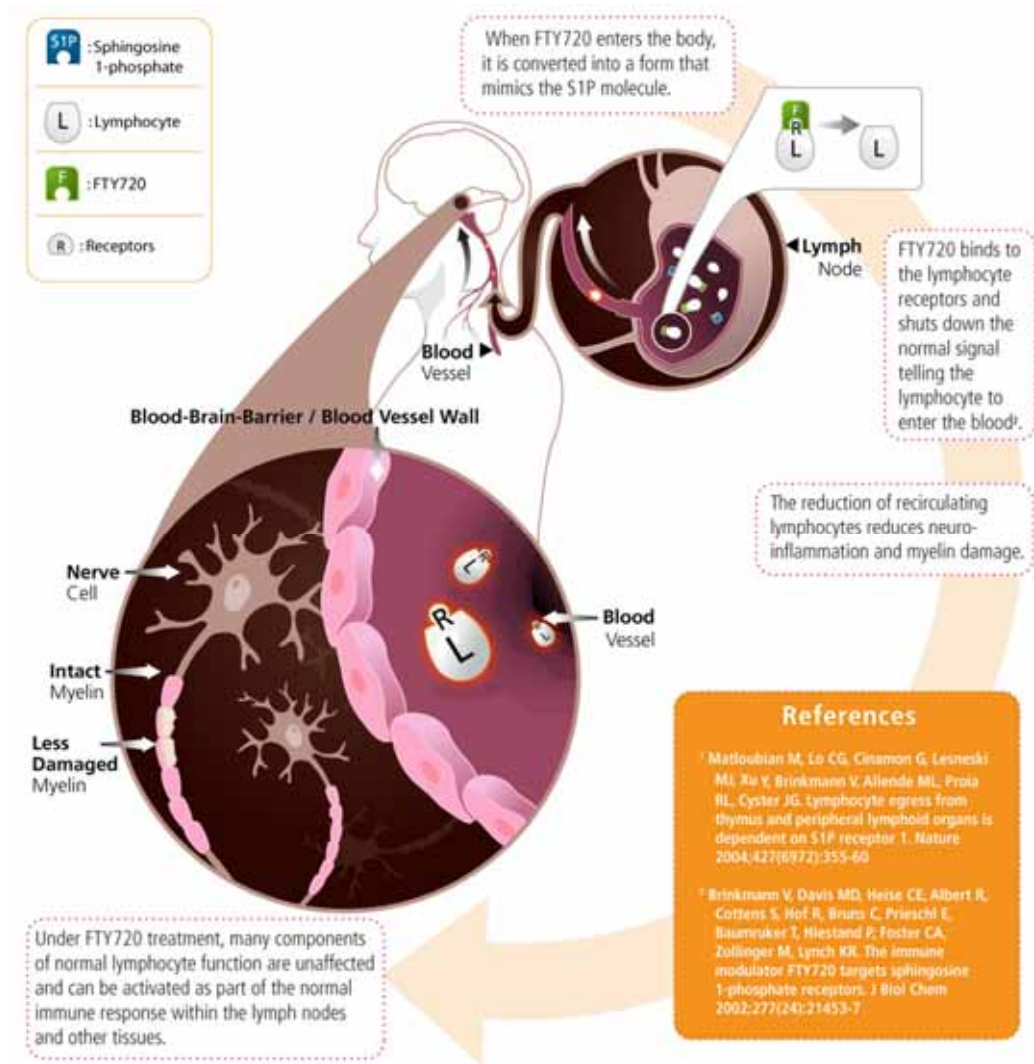 S1P
: Sphingosine
1-phosphate
L
: Lymphocyte
F
: FTY720
R
: Receptors
When FTY720 enters the body,
it is converted into a form that
mimics the S1P molecule.
F
R
L
L
Lymph
Node
FTY720 binds to
the lymphocyte
receptors and
shuts down the
normal signal
telling the
lymphocyte to
enter the blood².
Blood
Vessel
Blood-Brain-Barrier / Blood Vessel Wall
The reduction of recirculating
lymphocytes reduces neuro-
inflammation and myelin damage.
Nerve
Cell
R
L
R
L
R
L
Blood
Vessel
Intact
Myelin
Less
Damaged
Myelin
References
¹ Matloubian M, Lo CG, Cinamon G, Lesneski
MJ, Xu Y, Brinkmann V, Allende ML, Proia
RL, Cyster JG. Lymphocyte egress from
thymus and peripheral lymphoid organs is
dependent on S1P receptor 1. Nature
2004;427(6972):355-60
² Brinkmann V, Davis MD, Heise CE, Albert R,
Cottens S, Hof R, Bruns C, Prieschl E,
Baumruker T, Hiestand P, Foster CA,
Zollinger M, Lynch KR. The immune
modulator FTY720 targets sphingosine
1-phosphate receptors. J Biol Chem
2002;277(24):21453-7
Under FTY720 treatment, many components
of normal lymphocyte function are unaffected
and can be activated as part of the normal
immune response within the lymph nodes
and other tissues.